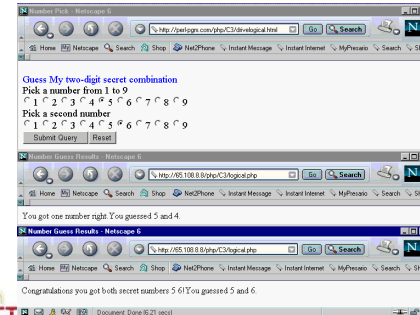 Number Pick - Netscape 6
http://perl-pgm.com/php/C3/drivelogical.html Go Search
Home Netscape Search Shop Net2Phone Instant Message Instant Internet MyPresario Search
Guess My two-digit secret combination
Pick a number from 1 to 9
1 2 3 4 5 6 7 8 9
Pick a second number
1 2 3 4 5 6 7 8 9
Submit Query Reset
Number Guess Results - Netscape 6
http://65.108.8.8/php/C3/logical.php Go Search
Home Netscape Search Shop Net2Phone Instant Message Instant Internet MyPresario Search
You got one number right. You guessed 5 and 4.
Number Guess Results - Netscape 6
http://65.108.8.8/php/C3/logical.php Go Search
Home Netscape Search Shop Net2Phone Instant Message Instant Internet MyPresario Search
Congratulations you got both secret numbers 5 6!You guessed 5 and 6.
Document: Done (6.21 secs)